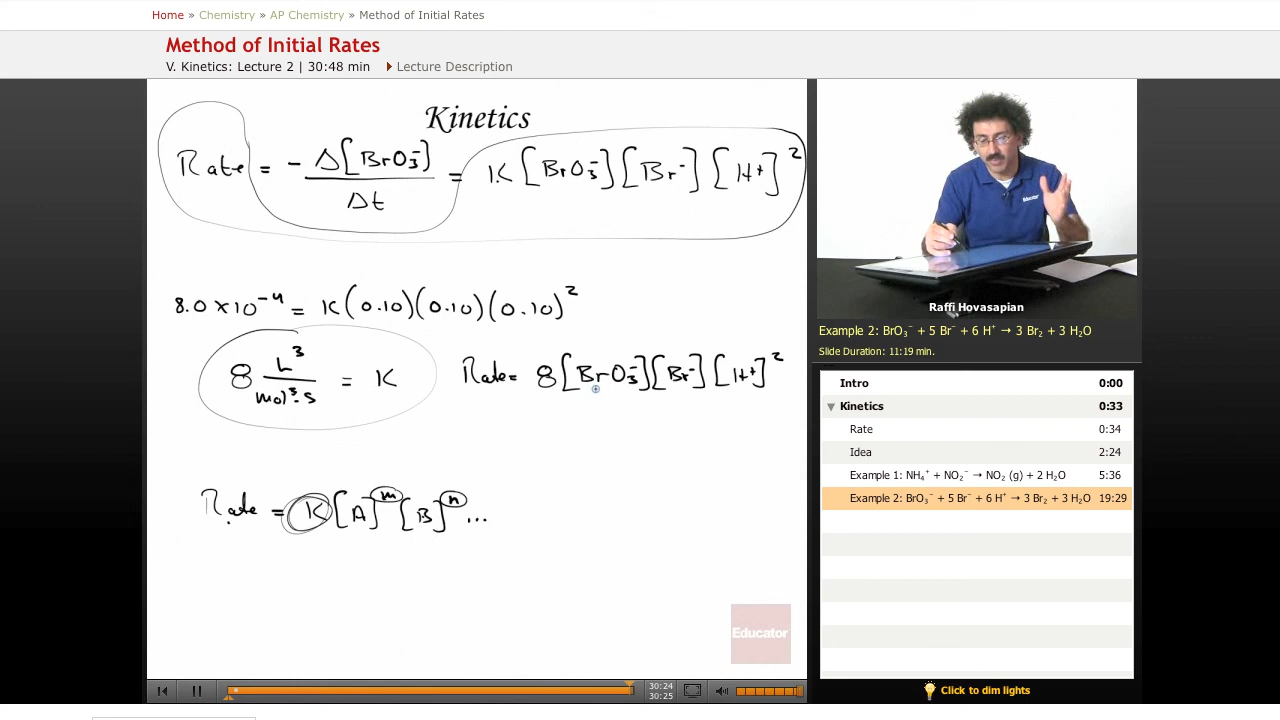 Home » Chemistry » AP Chemistry » Method of Initial Rates
Method of Initial Rates
V. Kinetics: Lecture 2 | 30:48 min Lecture Description
Kinetics
Rate = - Δ[BrO₃⁻] / Δt = K [BrO₃⁻][Br⁻][H⁺]²
8.0 × 10⁻⁴ = K(0.10)(0.10)(0.10)²
8 L³ / mol³·s = K
Rate = 8[BrO₃⁻][Br⁻][H⁺]²
Rate = K[A]ᵐ[B]ⁿ...
Educator
30:24
30:25
Educator
Raffi Hovasapian
Example 2: BrO₃⁻ + 5 Br⁻ + 6 H⁺ → 3 Br₂ + 3 H₂O
Slide Duration: 11:19 min.
Intro 0:00
Kinetics 0:33
Rate 0:34
Idea 2:24
Example 1: NH₄⁺ + NO₂⁻ → NO₂ (g) + 2 H₂O 5:36
Example 2: BrO₃⁻ + 5 Br⁻ + 6 H⁺ → 3 Br₂ + 3 H₂O 19:29
Click to dim lights